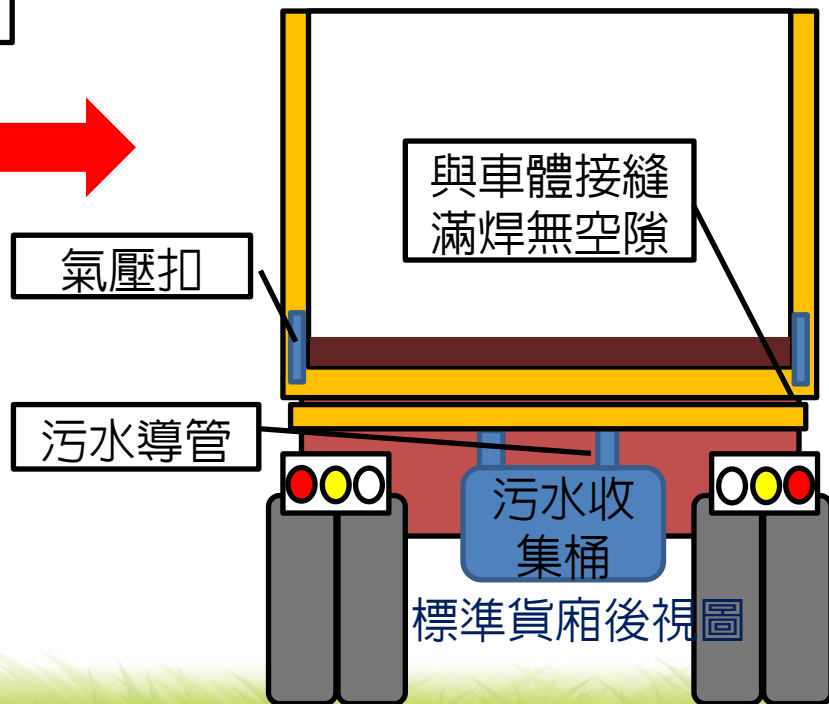 與車體接縫
滿焊無空隙
氣壓扣
污水導管
污水收
集桶
標準貨廂後視圖